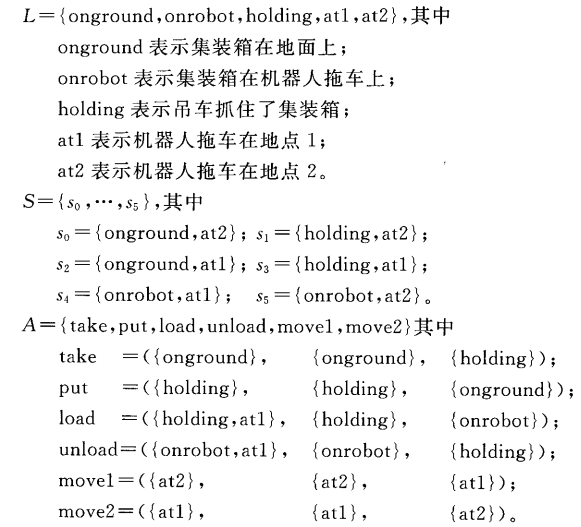 L={onground,onrobot,holding,at1,at2},其中
onground 表示集装箱在地面上；
onrobot 表示集装箱在机器人拖车上；
holding 表示吊车抓住了集装箱；
at1 表示机器人拖车在地点 1；
at2 表示机器人拖车在地点 2。
S={s₀,⋯,s₅},其中
s₀={onground,at2}; s₁={holding,at2};
s₂={onground,at1}; s₃={holding,at1};
s₄={onrobot,at1}; s₅={onrobot,at2}。
A={take,put,load,unload,move1,move2}其中
take =({onground}, {onground}, {holding});
put =({holding}, {holding}, {onground});
load =({holding,at1}, {holding}, {onrobot});
unload=({onrobot,at1}, {onrobot}, {holding});
move1=({at2}, {at2}, {at1});
move2=({at1}, {at1}, {at2})。